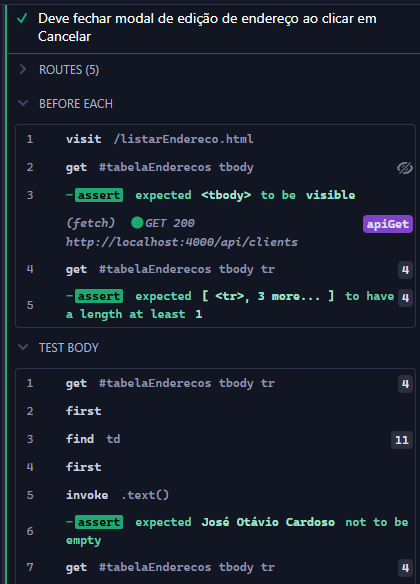 Deve fechar modal de edição de endereço ao clicar em
Cancelar
ROUTES (5)
BEFORE EACH
1 visit /listarEndereco.html
2 get #tabelaEnderecos tbody
3 -assert expected <tbody> to be visible
(fetch) GET 200 apiGet
http://localhost:4000/api/clients
4 get #tabelaEnderecos tbody tr 4
5 -assert expected [ <tr>, 3 more... ] to have 4
a length at least 1
TEST BODY
1 get #tabelaEnderecos tbody tr 4
2 first
3 find td 11
4 first
5 invoke .text()
6 -assert expected José Otávio Cardoso not to be
empty
7 get #tabelaEnderecos tbody tr 4